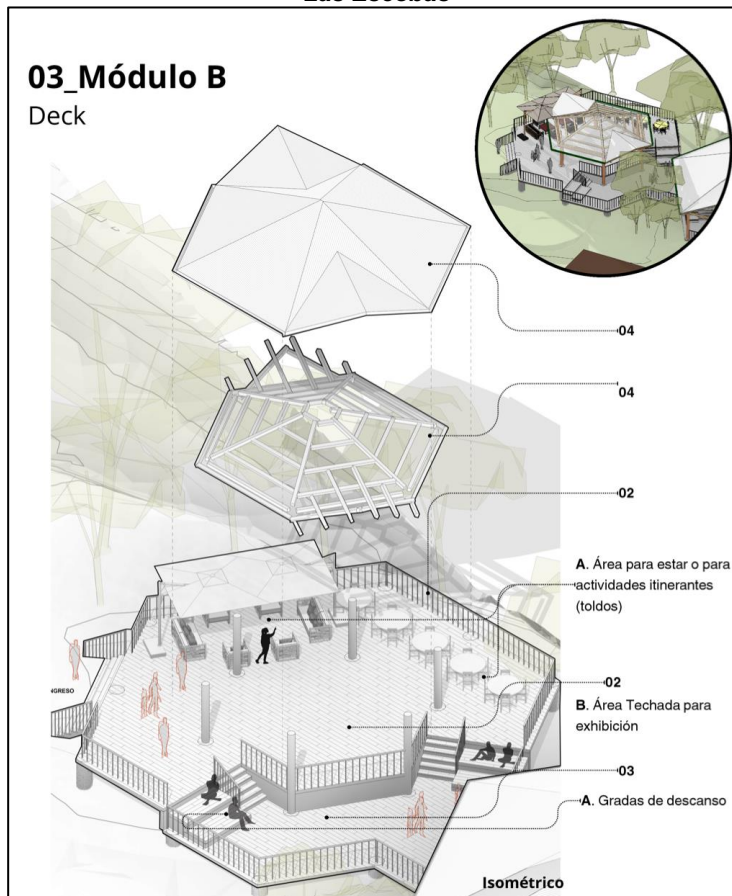 03_Módulo B
Deck
04
04
02
A. Área para estar o para
actividades itinerantes
(toldos)
02
B. Área Techada para
exhibición
NGRESO
03
A. Gradas de descanso
Isométrico